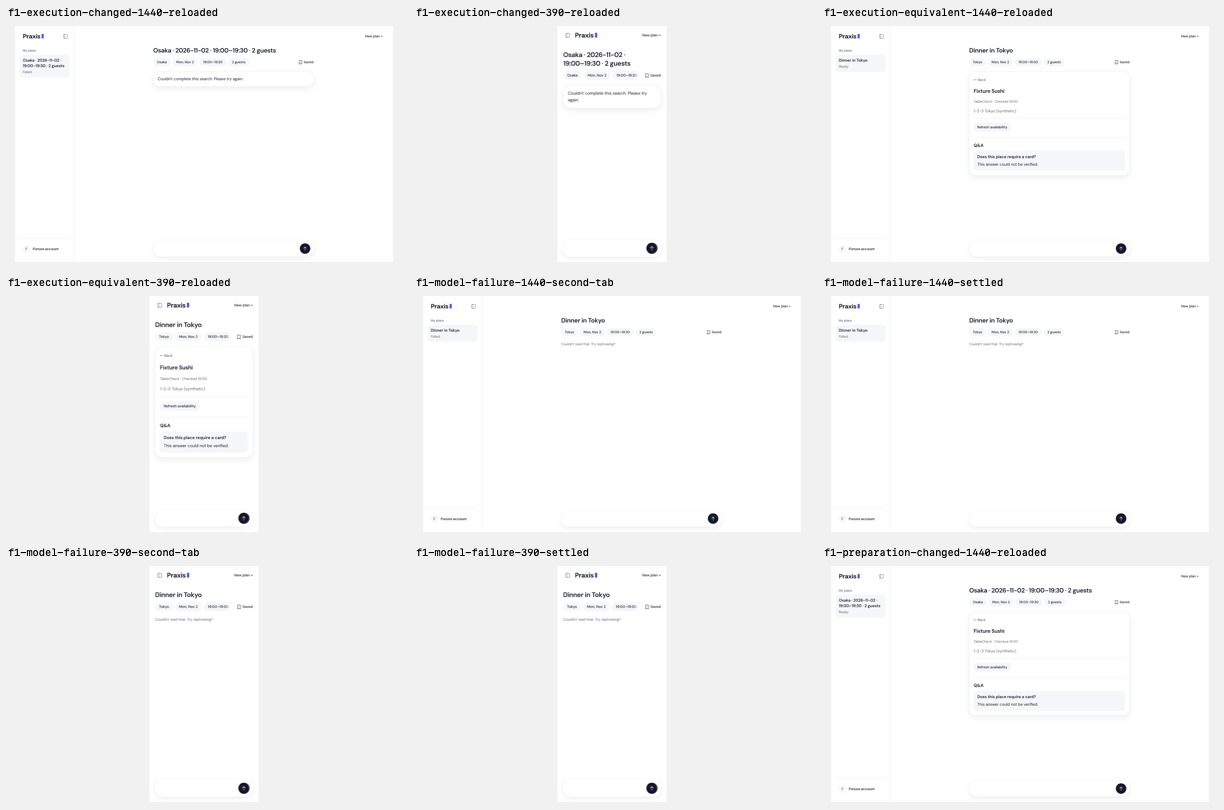 f1-execution-changed-1440-reloaded
Praxis
New plan +
My plans
Osaka · 2026-11-02 ·
19:00-19:30 · 2 guests
Failed
Osaka · 2026-11-02 · 19:00-19:30 · 2 guests
Osaka Mon, Nov 2 19:00-19:30 2 guests Saved
Couldn't complete this search. Please try again.
Fixture account
f1-execution-changed-390-reloaded
Praxis
New plan +
Osaka · 2026-11-02 ·
19:00-19:30 · 2 guests
Osaka Mon, Nov 2 19:00-19:30 Saved
Couldn't complete this search. Please try
again.
f1-execution-equivalent-1440-reloaded
Praxis
New plan +
My plans
Dinner in Tokyo
Ready
Dinner in Tokyo
Tokyo Mon, Nov 2 19:00-19:30 2 guests Saved
← Back
Fixture Sushi
TableCheck · Checked 19:00
1-2-3 Tokyo (synthetic)
Refresh availability
Q&A
Does this place require a card?
This answer could not be verified.
Fixture account
f1-execution-equivalent-390-reloaded
Praxis
New plan +
Dinner in Tokyo
Tokyo Mon, Nov 2 19:00-19:30 Saved
← Back
Fixture Sushi
TableCheck · Checked 19:00
1-2-3 Tokyo (synthetic)
Refresh availability
Q&A
Does this place require a card?
This answer could not be verified.
f1-model-failure-1440-second-tab
Praxis
New plan +
My plans
Dinner in Tokyo
Failed
Dinner in Tokyo
Tokyo Mon, Nov 2 19:00-19:30 2 guests Saved
Couldn't read that. Try rephrasing?
Fixture account
f1-model-failure-1440-settled
Praxis
New plan +
My plans
Dinner in Tokyo
Failed
Dinner in Tokyo
Tokyo Mon, Nov 2 19:00-19:30 2 guests Saved
Couldn't read that. Try rephrasing?
Fixture account
f1-model-failure-390-second-tab
Praxis
New plan +
Dinner in Tokyo
Tokyo Mon, Nov 2 19:00-19:30 Saved
Couldn't read that. Try rephrasing?
f1-model-failure-390-settled
Praxis
New plan +
Dinner in Tokyo
Tokyo Mon, Nov 2 19:00-19:30 Saved
Couldn't read that. Try rephrasing?
f1-preparation-changed-1440-reloaded
Praxis
New plan +
My plans
Osaka · 2026-11-02 ·
19:00-19:30 · 2 guests
Ready
Osaka · 2026-11-02 · 19:00-19:30 · 2 guests
Osaka Mon, Nov 2 19:00-19:30 2 guests Saved
← Back
Fixture Sushi
TableCheck · Checked 19:00
1-2-3 Tokyo (synthetic)
Refresh availability
Q&A
Does this place require a card?
This answer could not be verified.
Fixture account